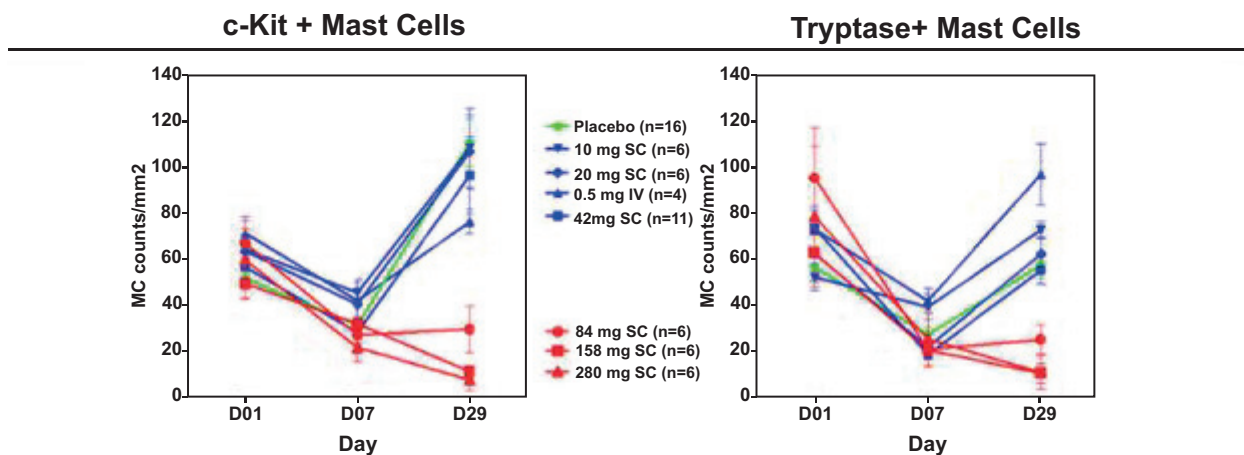 c-Kit + Mast Cells
Tryptase+ Mast Cells
MC counts/mm2
140
120
100
80
60
40
20
0
D01
D07
D29
Day
Placebo (n=16)
10 mg SC (n=6)
20 mg SC (n=6)
0.5 mg IV (n=4)
42mg SC (n=11)
84 mg SC (n=6)
158 mg SC (n=6)
280 mg SC (n=6)
MC counts/mm2
140
120
100
80
60
40
20
0
D01
D07
D29
Day